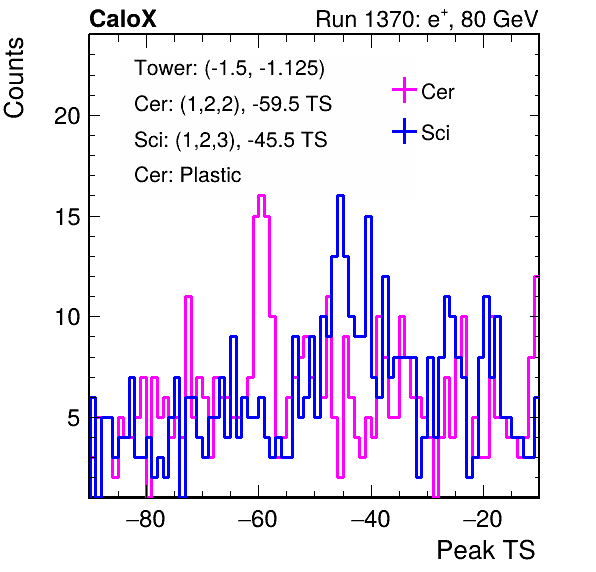 CaloX Run 1370: e⁺, 80 GeV
Counts
Tower: (-1.5, -1.125)
Cer: (1,2,2), -59.5 TS
Sci: (1,2,3), -45.5 TS
Cer: Plastic
Cer
Sci
20
15
10
5
−80 −60 −40 −20
Peak TS